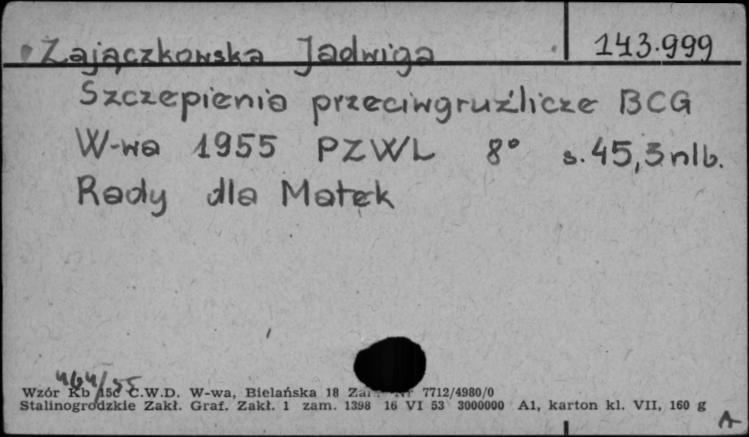 Zajączkowska Jadwiga 143.999
Szczepienia przeciwgruźlicze BCG
W-wa 1955 PZWL 8° s.45,3nlb.
Rady dla Matek
464/55
Wzór Kb 15c C.W.D. W-wa, Bielańska 18 Zam. Nr 7712/4980/0
Stalinogrodzkie Zakł. Graf. Zakł. 1 zam. 1398 16 VI 53 3000000 A1, karton kl. VII, 160 g
A